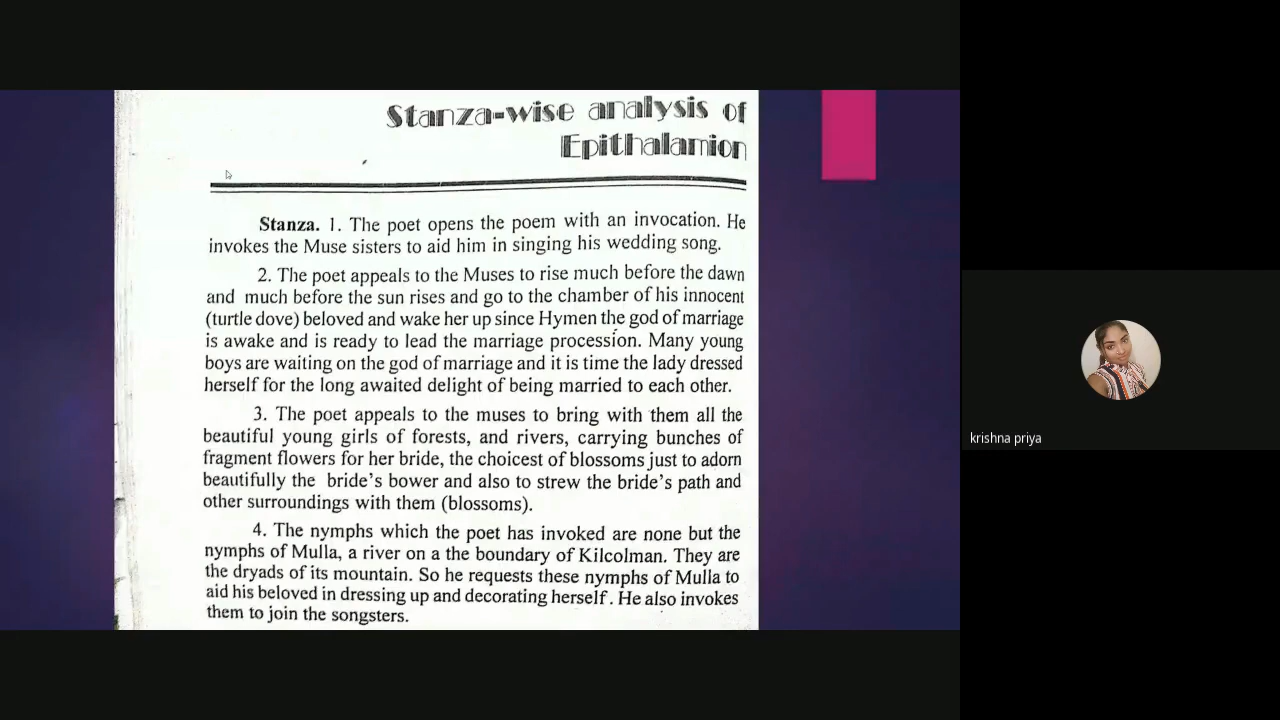 Stanza-wise analysis of
Epithalamion
Stanza. 1. The poet opens the poem with an invocation. He
invokes the Muse sisters to aid him in singing his wedding song.
2. The poet appeals to the Muses to rise much before the dawn
and much before the sun rises and go to the chamber of his innocent
(turtle dove) beloved and wake her up since Hymen the god of marriage
is awake and is ready to lead the marriage procession. Many young
boys are waiting on the god of marriage and it is time the lady dressed
herself for the long awaited delight of being married to each other.
3. The poet appeals to the muses to bring with them all the
beautiful young girls of forests, and rivers, carrying bunches of
fragment flowers for her bride, the choicest of blossoms just to adorn
beautifully the bride's bower and also to strew the bride's path and
other surroundings with them (blossoms).
4. The nymphs which the poet has invoked are none but the
nymphs of Mulla, a river on a the boundary of Kilcolman. They are
the dryads of its mountain. So he requests these nymphs of Mulla to
aid his beloved in dressing up and decorating herself. He also invokes
them to join the songsters.
krishna priya